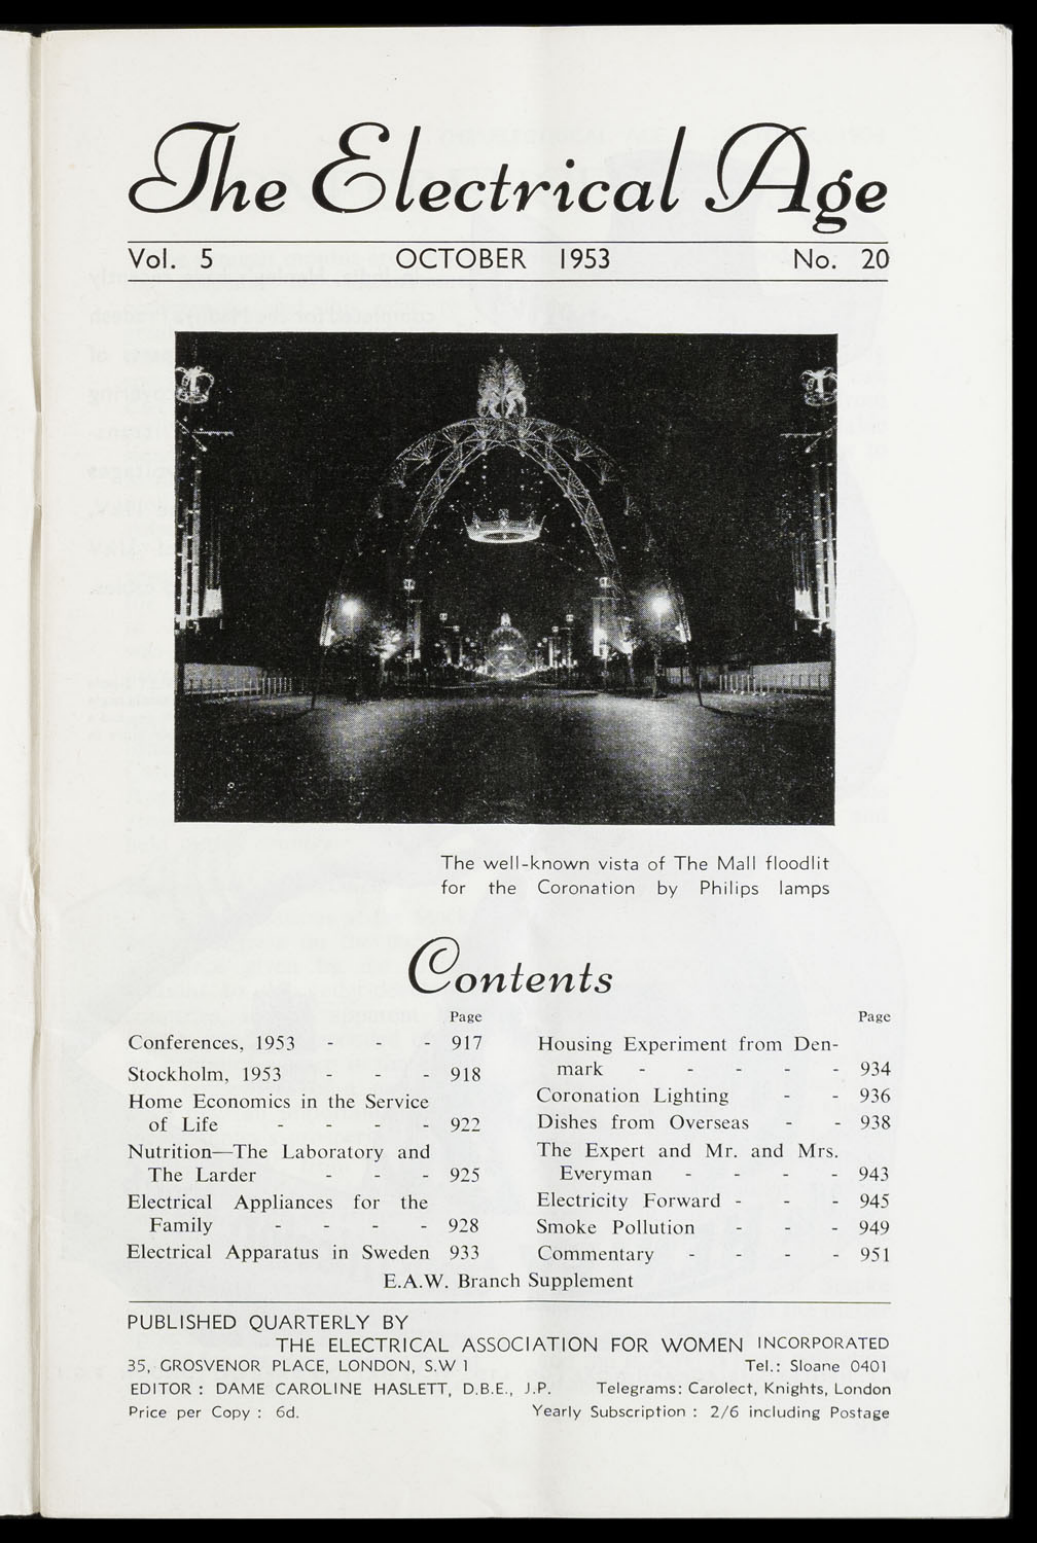 The Electrical Age
Vol. 5 OCTOBER 1953 No. 20
The well-known vista of The Mall floodlit
for the Coronation by Philips lamps
Contents
Page
Conferences, 1953 - - - 917
Stockholm, 1953 - - - 918
Home Economics in the Service
of Life - - - - 922
Nutrition—The Laboratory and
The Larder - - - 925
Electrical Appliances for the
Family - - - - 928
Electrical Apparatus in Sweden 933
Page
Housing Experiment from Den-
mark - - - - - 934
Coronation Lighting - - 936
Dishes from Overseas - - 938
The Expert and Mr. and Mrs.
Everyman - - - - 943
Electricity Forward - - - 945
Smoke Pollution - - - 949
Commentary - - - - 951
E.A.W. Branch Supplement
PUBLISHED QUARTERLY BY
THE ELECTRICAL ASSOCIATION FOR WOMEN INCORPORATED
35, GROSVENOR PLACE, LONDON, S.W 1 Tel.: Sloane 0401
EDITOR : DAME CAROLINE HASLETT, D.B.E., J.P. Telegrams: Carolect, Knights, London
Price per Copy : 6d. Yearly Subscription : 2/6 including Postage